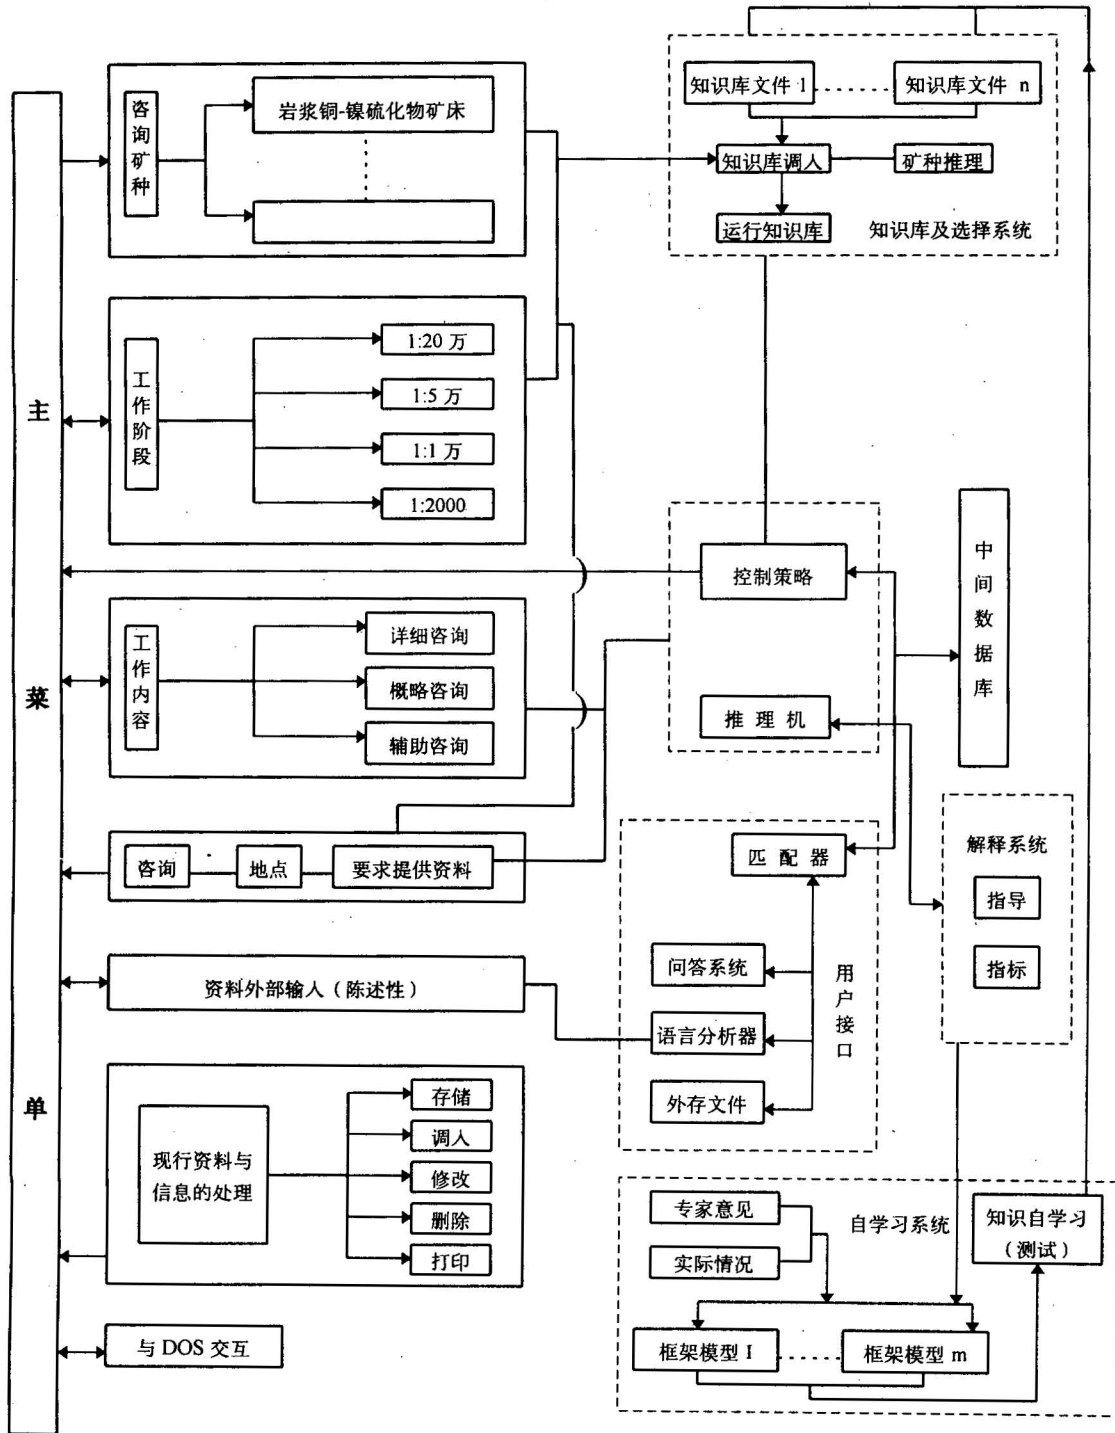 主菜单
咨询矿种
岩浆铜-镍硫化物矿床
工作阶段
1:20 万
1:5 万
1:1 万
1:2000
工作内容
详细咨询
概略咨询
辅助咨询
咨询
地点
要求提供资料
资料外部输人（陈述性）
现行资料与
信息的处理
存储
调人
修改
删除
打印
与 DOS 交互
知识库文件 1
知识库文件 n
知识库调人
矿种推理
运行知识库
知识库及选择系统
控制策略
推 理 机
中间数据库
匹 配 器
问答系统
语言分析器
外存文件
用户接口
解释系统
指导
指标
专家意见
实际情况
自学习系统
知识自学习
（测试）
框架模型 I
框架模型 m